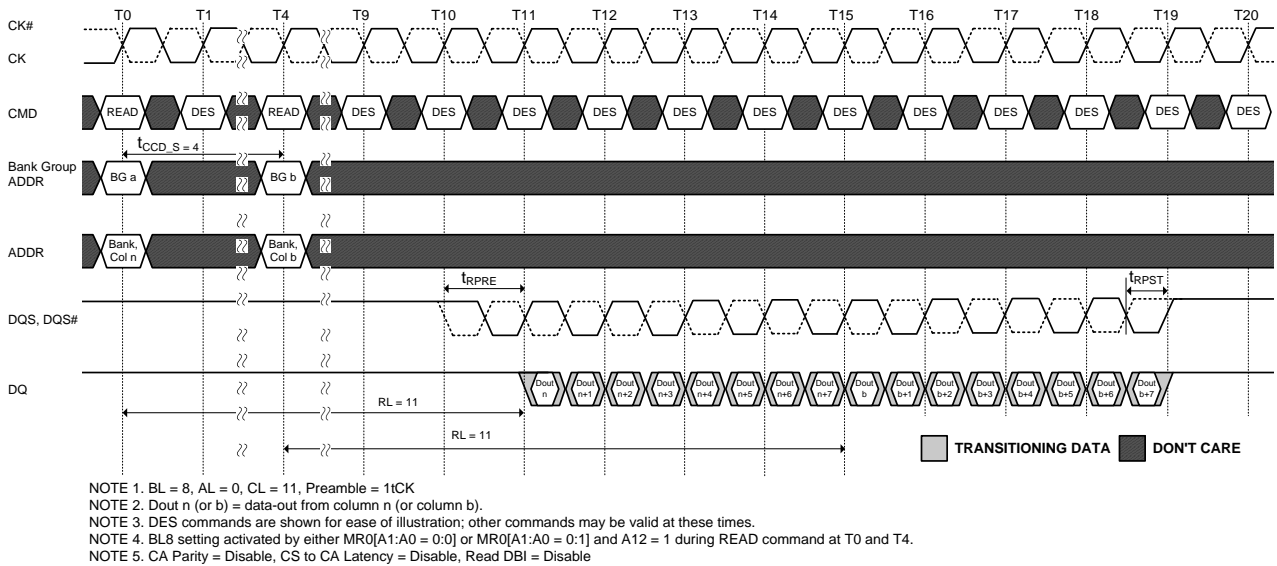 T0 T1 T4 T9 T10 T11 T12 T13 T14 T15 T16 T17 T18 T19 T20
CK#
CK
CMD READ DES READ DES DES DES DES DES DES DES DES DES DES DES DES
tCCD_S = 4
Bank Group
ADDR
BG a BG b
ADDR
Bank,
Col n
Bank,
Col b
tRPRE tRPST
DQS, DQS#
DQ
Dout
n
Dout
n+1
Dout
n+2
Dout
n+3
Dout
n+4
Dout
n+5
Dout
n+6
Dout
n+7
Dout
b
Dout
b+1
Dout
b+2
Dout
b+3
Dout
b+4
Dout
b+5
Dout
b+6
Dout
b+7
RL = 11
RL = 11
TRANSITIONING DATA DON'T CARE
NOTE 1. BL = 8, AL = 0, CL = 11, Preamble = 1tCK
NOTE 2. Dout n (or b) = data-out from column n (or column b).
NOTE 3. DES commands are shown for ease of illustration; other commands may be valid at these times.
NOTE 4. BL8 setting activated by either MR0[A1:A0 = 0:0] or MR0[A1:A0 = 0:1] and A12 = 1 during READ command at T0 and T4.
NOTE 5. CA Parity = Disable, CS to CA Latency = Disable, Read DBI = Disable